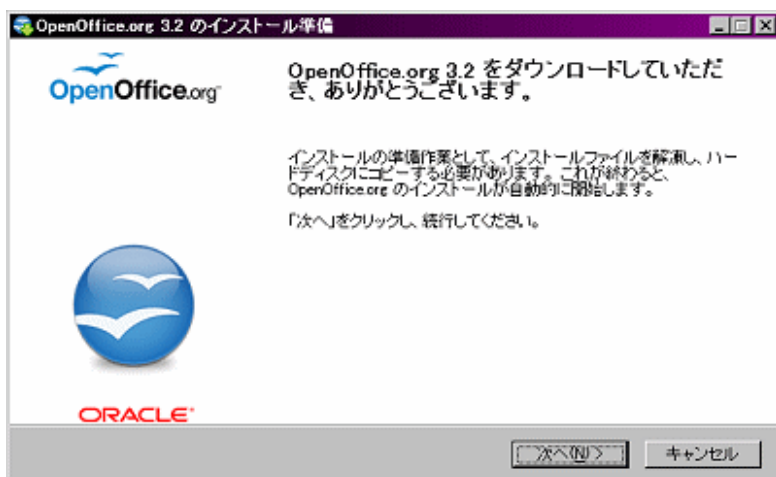 OpenOffice.org 3.2 のインストール準備
OpenOffice.org
OpenOffice.org 3.2 をダウンロードしていただ
き、ありがとうございます。
インストールの準備作業として、インストールファイルを解凍し、ハー
ドディスクにコピーする必要があります。これが終わると、
OpenOffice.org のインストールが自動的に開始します。
「次へ」をクリックし、続行してください。
ORACLE
次へ(N) >
キャンセル